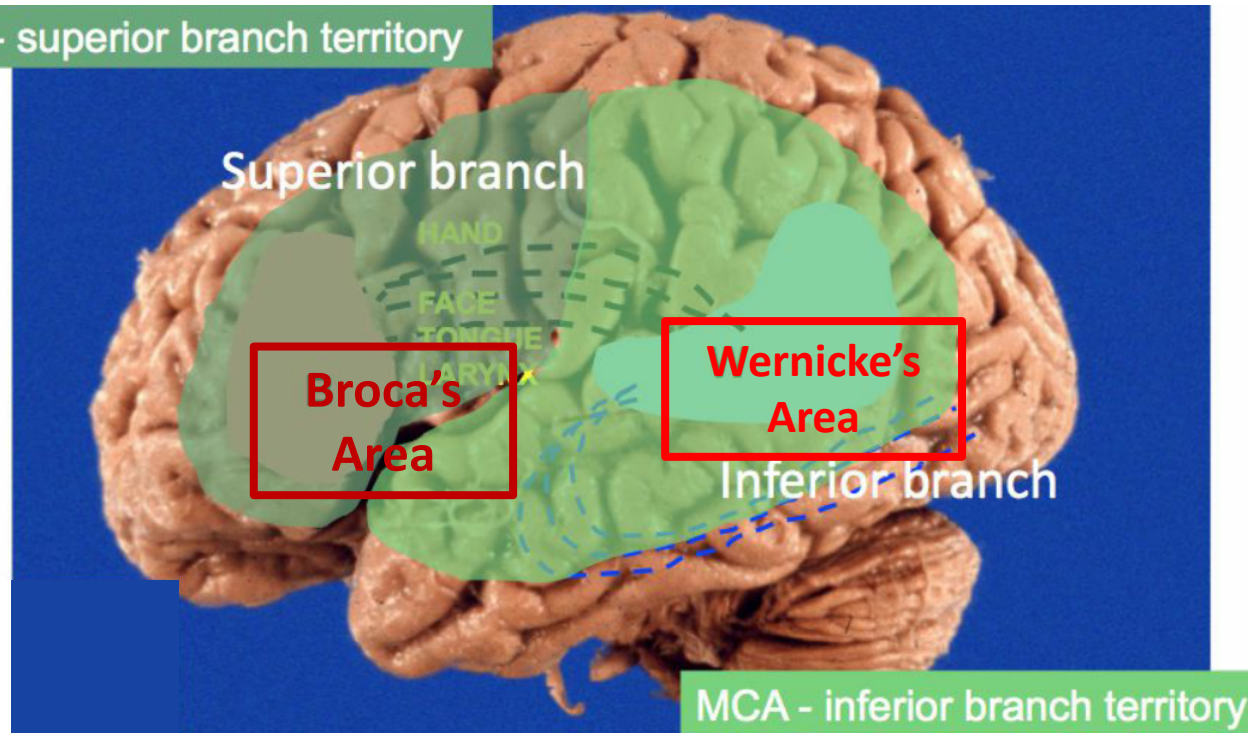 - superior branch territory
Superior branch
HAND
FACE
TONGUE
LARYNX
Broca's
Area
Wernicke's
Area
Inferior branch
MCA - inferior branch territory